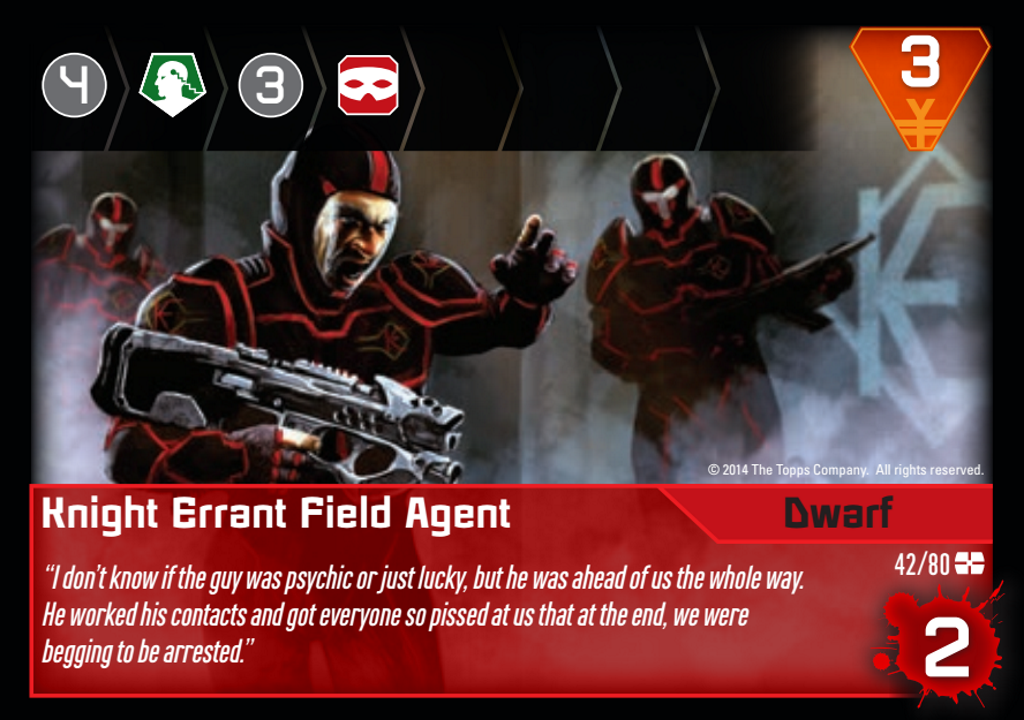 4 3 3
¥
KE
© 2014 The Topps Company. All rights reserved.
Knight Errant Field Agent Dwarf
42/80
“I don’t know if the guy was psychic or just lucky, but he was ahead of us the whole way.
He worked his contacts and got everyone so pissed at us that at the end, we were
begging to be arrested.”
2